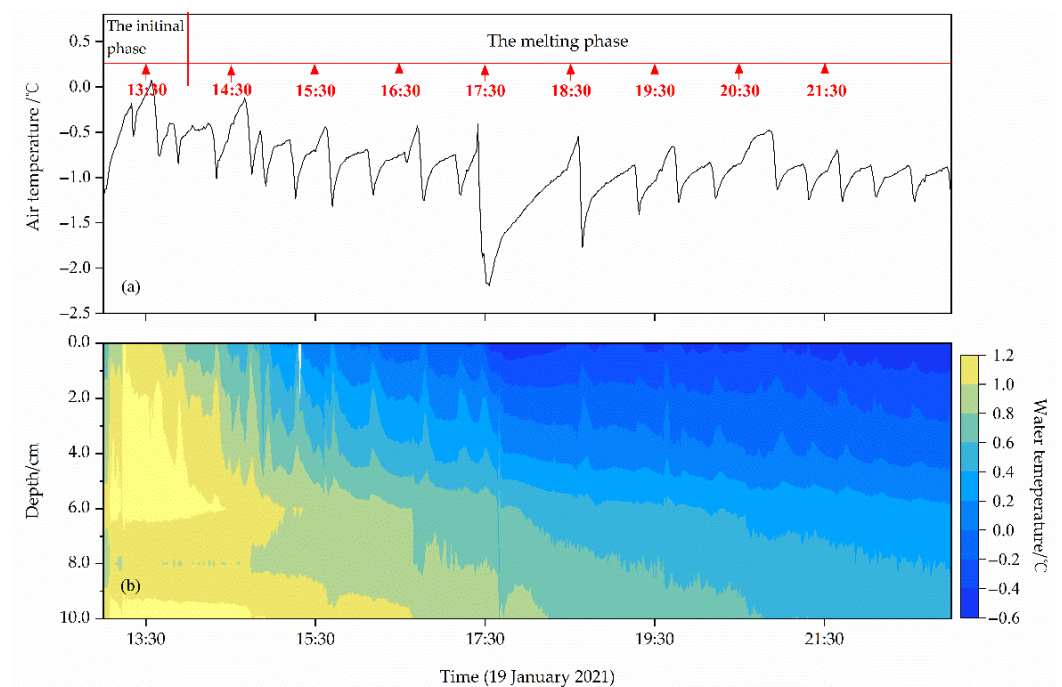 The initinal
phase
The melting phase
13:30 14:30 15:30 16:30 17:30 18:30 19:30 20:30 21:30
Air temperature /℃
0.5
0.0
−0.5
−1.0
−1.5
−2.0
−2.5
(a)
Depth/cm
0.0
2.0
4.0
6.0
8.0
10.0
(b)
13:30 15:30 17:30 19:30 21:30
Time (19 January 2021)
1.2
1.0
0.8
0.6
0.4
0.2
0.0
−0.2
−0.4
−0.6
Water temeperature/℃